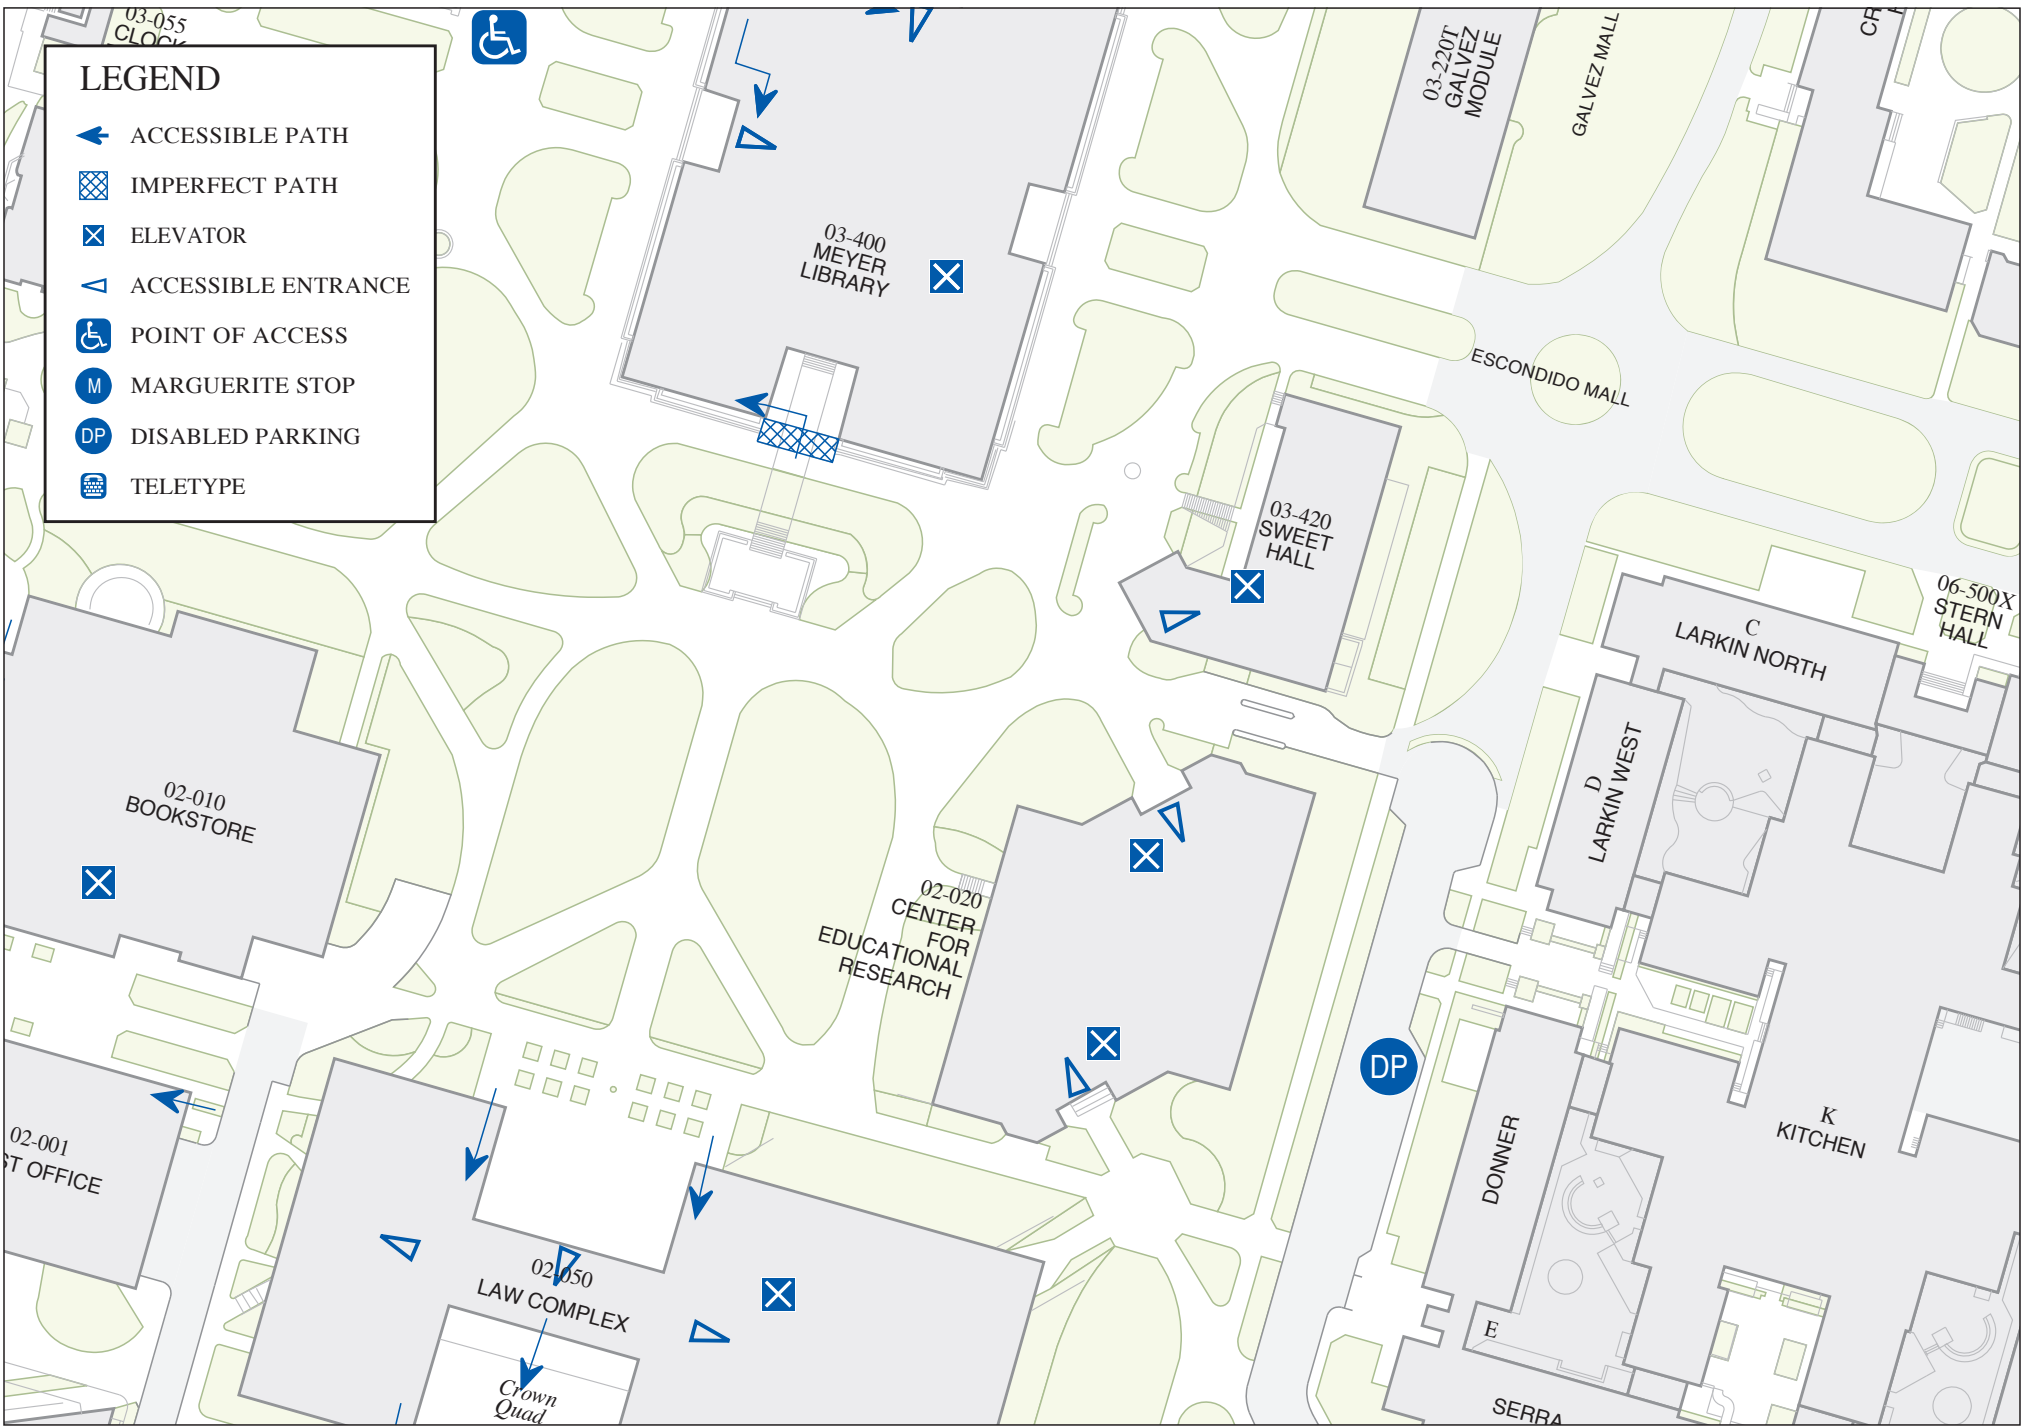 03-055
CLOCK
LEGEND
ACCESSIBLE PATH
IMPERFECT PATH
ELEVATOR
ACCESSIBLE ENTRANCE
POINT OF ACCESS
M MARGUERITE STOP
DP DISABLED PARKING
TELETYPE
03-400
MEYER
LIBRARY
03-220T
GALVEZ
MODULE
GALVEZ MALL
CR
ESCONDIDO MALL
03-420
SWEET
HALL
06-500X
STERN
HALL
C
LARKIN NORTH
D
LARKIN WEST
02-010
BOOKSTORE
02-020
CENTER
FOR
EDUCATIONAL
RESEARCH
DP
02-001
ST OFFICE
DONNER
K
KITCHEN
02-050
LAW COMPLEX
E
Crown
Quad
SERRA